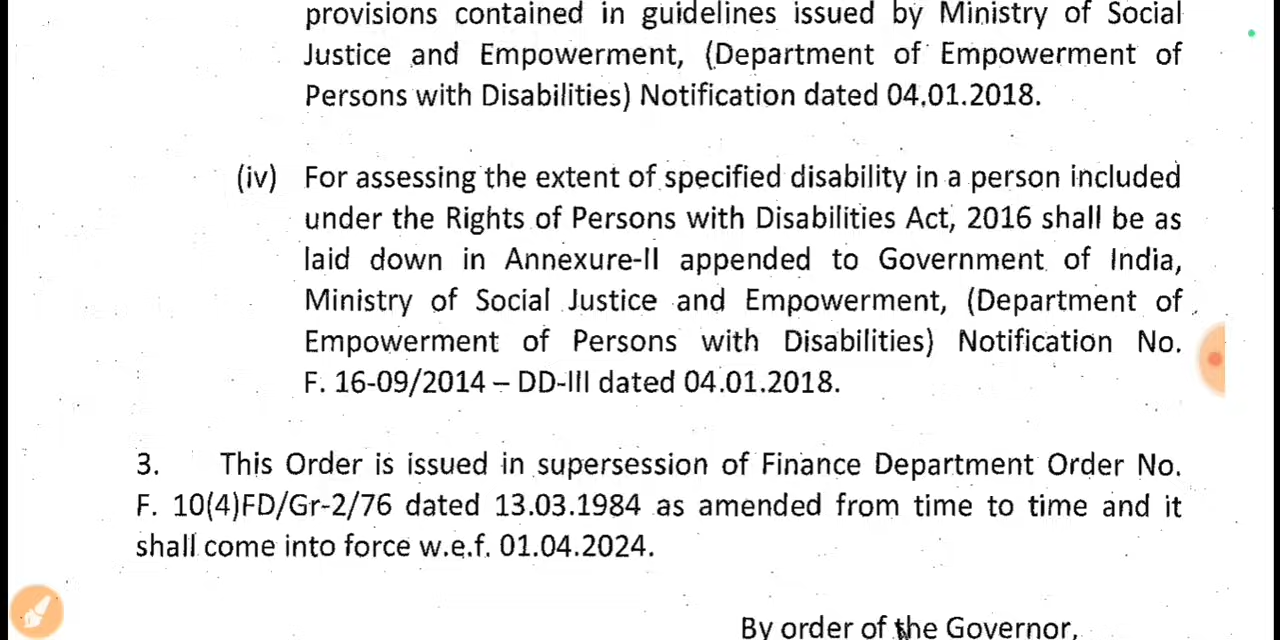 provisions contained in guidelines issued by Ministry of Social
Justice and Empowerment, (Department of Empowerment of
Persons with Disabilities) Notification dated 04.01.2018.
(iv) For assessing the extent of specified disability in a person included
under the Rights of Persons with Disabilities Act, 2016 shall be as
laid down in Annexure-II appended to Government of India,
Ministry of Social Justice and Empowerment, (Department of
Empowerment of Persons with Disabilities) Notification No.
F. 16-09/2014 – DD-III dated 04.01.2018.
3. This Order is issued in supersession of Finance Department Order No.
F. 10(4)FD/Gr-2/76 dated 13.03.1984 as amended from time to time and it
shall come into force w.e.f. 01.04.2024.
By order of the Governor,